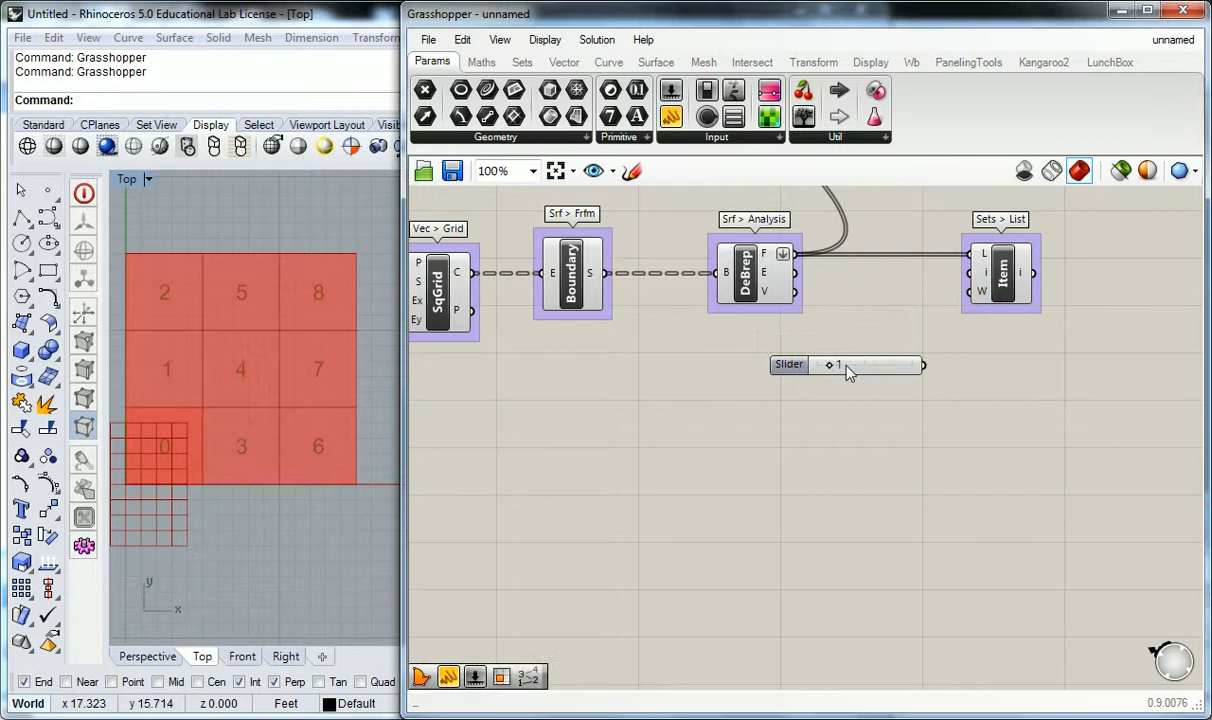 Untitled - Rhinoceros 5.0 Educational Lab License - [Top]
File Edit View Curve Surface Solid Mesh Dimension Transform
Command: Grasshopper
Command: Grasshopper
Command:
Standard CPlanes Set View Display Select Viewport Layout Visib
Top
2 5 8
1 4 7
0 3 6
y
x
Perspective Top Front Right
End Near Point Mid Cen Int Perp Tan Quad
World x 17.323 y 15.714 z 0.000 Feet Default
Grasshopper - unnamed
File Edit View Display Solution Help unnamed
Params Maths Sets Vector Curve Surface Mesh Intersect Transform Display Wb PanelingTools Kangaroo2 LunchBox
Geometry Primitive Input Util
100%
Vec > Grid
P
S
Ex
Ey
SqGrid
C
P
Srf > Frfm
E Boundary S
Srf > Analysis
B DeBrep
F
E
V
Sets > List
L
i
W
Item
i
Slider 1
0.9.0076